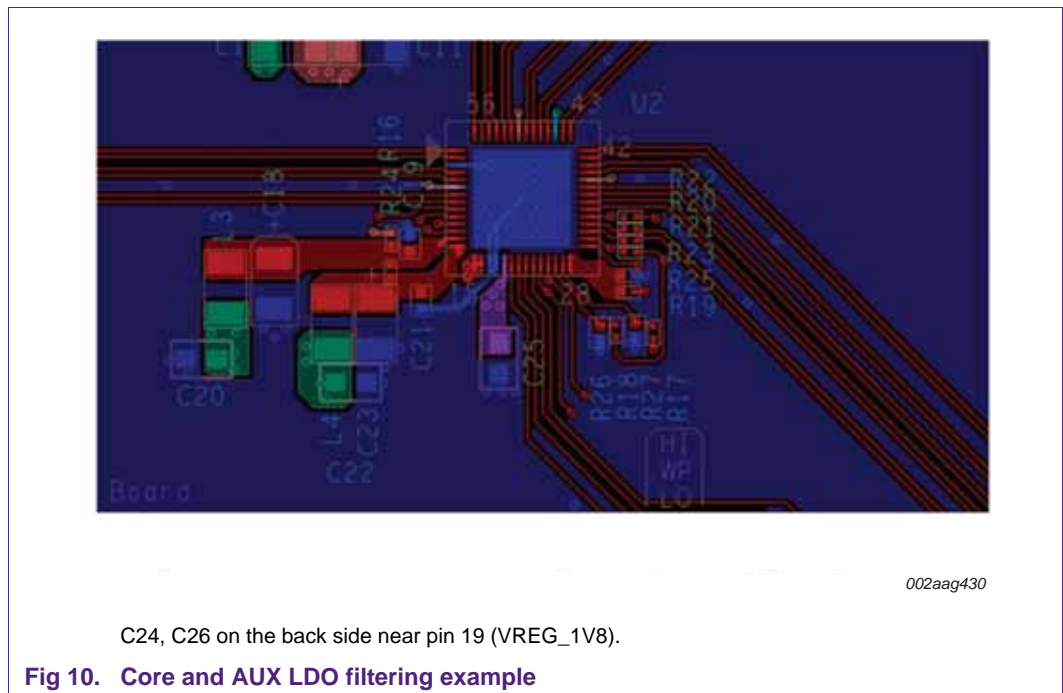 C11
56
43
U2
42
R16
R24
C19
C18
L3
R22
R20
R21
R23
R25
R19
28
C21
C25
C20
R26
R18
R27
R17
L4
C23
C22
HI
WP
LO
Board
002aag430
C24, C26 on the back side near pin 19 (VREG_1V8).
Fig 10. Core and AUX LDO filtering example